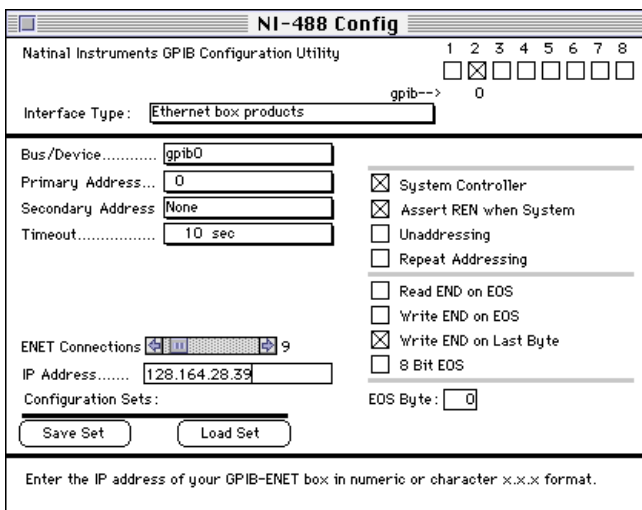 NI-488 Config
Natinal Instruments GPIB Configuration Utility
1 2 3 4 5 6 7 8
gpib--> 0
Interface Type: Ethernet box products
Bus/Device........... gpib0
Primary Address... 0
Secondary Address None
Timeout................ 10 sec
System Controller
Assert REN when System
Unaddressing
Repeat Addressing
Read END on EOS
Write END on EOS
Write END on Last Byte
8 Bit EOS
ENET Connections 9
IP Address....... 128.164.28.39
Configuration Sets:
EOS Byte: 0
Save Set Load Set
Enter the IP address of your GPIB-ENET box in numeric or character x.x.x format.